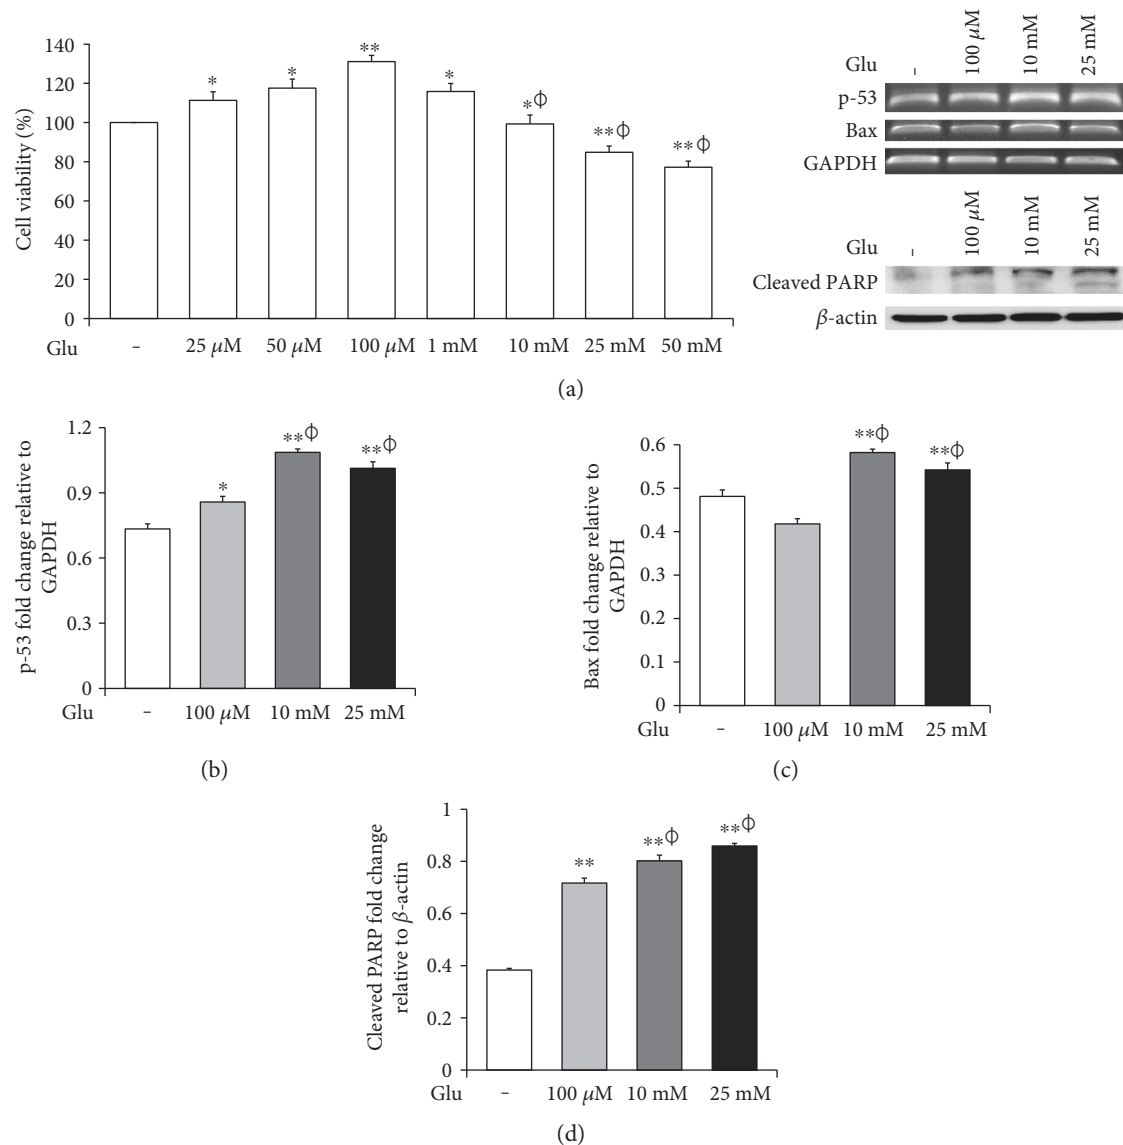 140
120
100
80
60
40
20
0
Cell viability (%)
*
*
**
*
*ϕ
**ϕ
**ϕ
Glu
–
25 µM
50 µM
100 µM
1 mM
10 mM
25 mM
50 mM
Glu
–
100 µM
10 mM
25 mM
p-53
Bax
GAPDH
Glu
–
100 µM
10 mM
25 mM
Cleaved PARP
β-actin
(a)
p-53 fold change relative to
GAPDH
1.2
0.9
0.6
0.3
0
*
**ϕ
**ϕ
Glu
–
100 µM
10 mM
25 mM
(b)
Bax fold change relative to
GAPDH
0.6
0.5
0.4
0.3
0.2
0.1
0
**ϕ
**ϕ
Glu
–
100 µM
10 mM
25 mM
(c)
Cleaved PARP fold change
relative to β-actin
1
0.8
0.6
0.4
0.2
0
**
**ϕ
**ϕ
Glu
–
100 µM
10 mM
25 mM
(d)